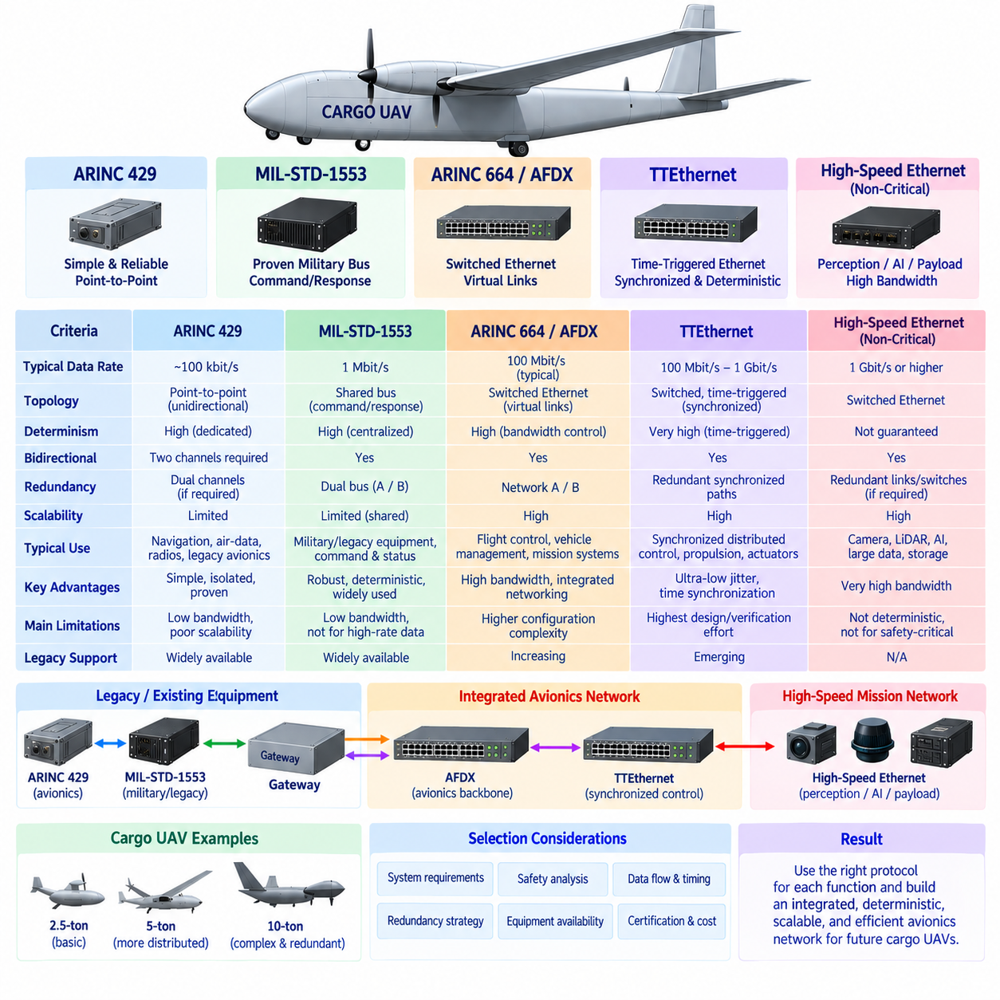 CARGO UAV
ARINC 429
Simple & Reliable
Point-to-Point
MIL-STD-1553
Proven Military Bus
Command/Response
ARINC 664 / AFDX
Switched Ethernet
Virtual Links
TTEthernet
Time-Triggered Ethernet
Synchronized & Deterministic
High-Speed Ethernet
(Non-Critical)
Perception / AI / Payload
High Bandwidth
Criteria
ARINC 429
MIL-STD-1553
ARINC 664 / AFDX
TTEthernet
High-Speed Ethernet
(Non-Critical)
Typical Data Rate
~100 kbit/s
1 Mbit/s
100 Mbit/s
(typical)
100 Mbit/s – 1 Gbit/s
1 Gbit/s or higher
Topology
Point-to-point
(unidirectional)
Shared bus
(command/response)
Switched Ethernet
(virtual links)
Switched, time-triggered
(synchronized)
Switched Ethernet
Determinism
High (dedicated)
High (centralized)
High (bandwidth control)
Very high (time-triggered)
Not guaranteed
Bidirectional
Two channels required
Yes
Yes
Yes
Yes
Redundancy
Dual channels
(if required)
Dual bus (A / B)
Network A / B
Redundant synchronized
paths
Redundant links/switches
(if required)
Scalability
Limited
Limited (shared)
High
High
High
Typical Use
Navigation, air-data,
radios, legacy avionics
Military/legacy equipment,
command & status
Flight control, vehicle
management, mission systems
Synchronized distributed
control, propulsion, actuators
Camera, LiDAR, AI,
large data, storage
Key Advantages
Simple, isolated,
proven
Robust, deterministic,
widely used
High bandwidth, integrated
networking
Ultra-low jitter,
time synchronization
Very high bandwidth
Main Limitations
Low bandwidth,
poor scalability
Low bandwidth,
not for high-rate data
Higher configuration
complexity
Highest design/verification
effort
Not deterministic,
not for safety-critical
Legacy Support
Widely available
Widely available
Increasing
Emerging
N/A
Legacy / Existing Equipment
ARINC 429
(avionics)
MIL-STD-1553
(military/legacy)
Gateway
Gateway
Integrated Avionics Network
AFDX
(avionics backbone)
TTEthernet
(synchronized control)
High-Speed Mission Network
High-Speed Ethernet
(perception / AI / payload)
Cargo UAV Examples
2.5-ton
(basic)
5-ton
(more distributed)
10-ton
(complex & redundant)
Selection Considerations
System requirements
Safety analysis
Data flow & timing
Redundancy strategy
Equipment availability
Certification & cost
Result
Use the right protocol
for each function and build
an integrated, deterministic,
scalable, and efficient avionics
network for future cargo UAVs.